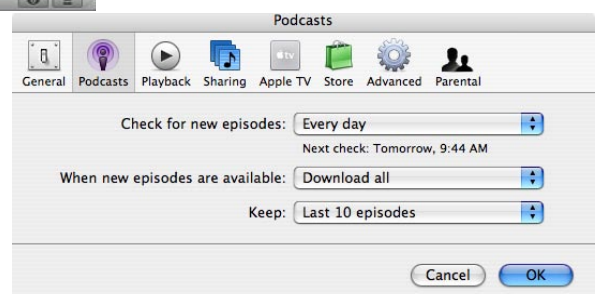 Podcasts
General Podcasts Playback Sharing Apple TV Store Advanced Parental
Check for new episodes: Every day
Next check: Tomorrow, 9:44 AM
When new episodes are available: Download all
Keep: Last 10 episodes
Cancel OK